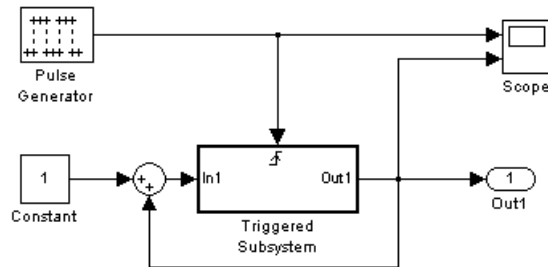 Pulse
Generator
Scope
1
Constant
+
+
In1
Out1
Triggered
Subsystem
1
Out1